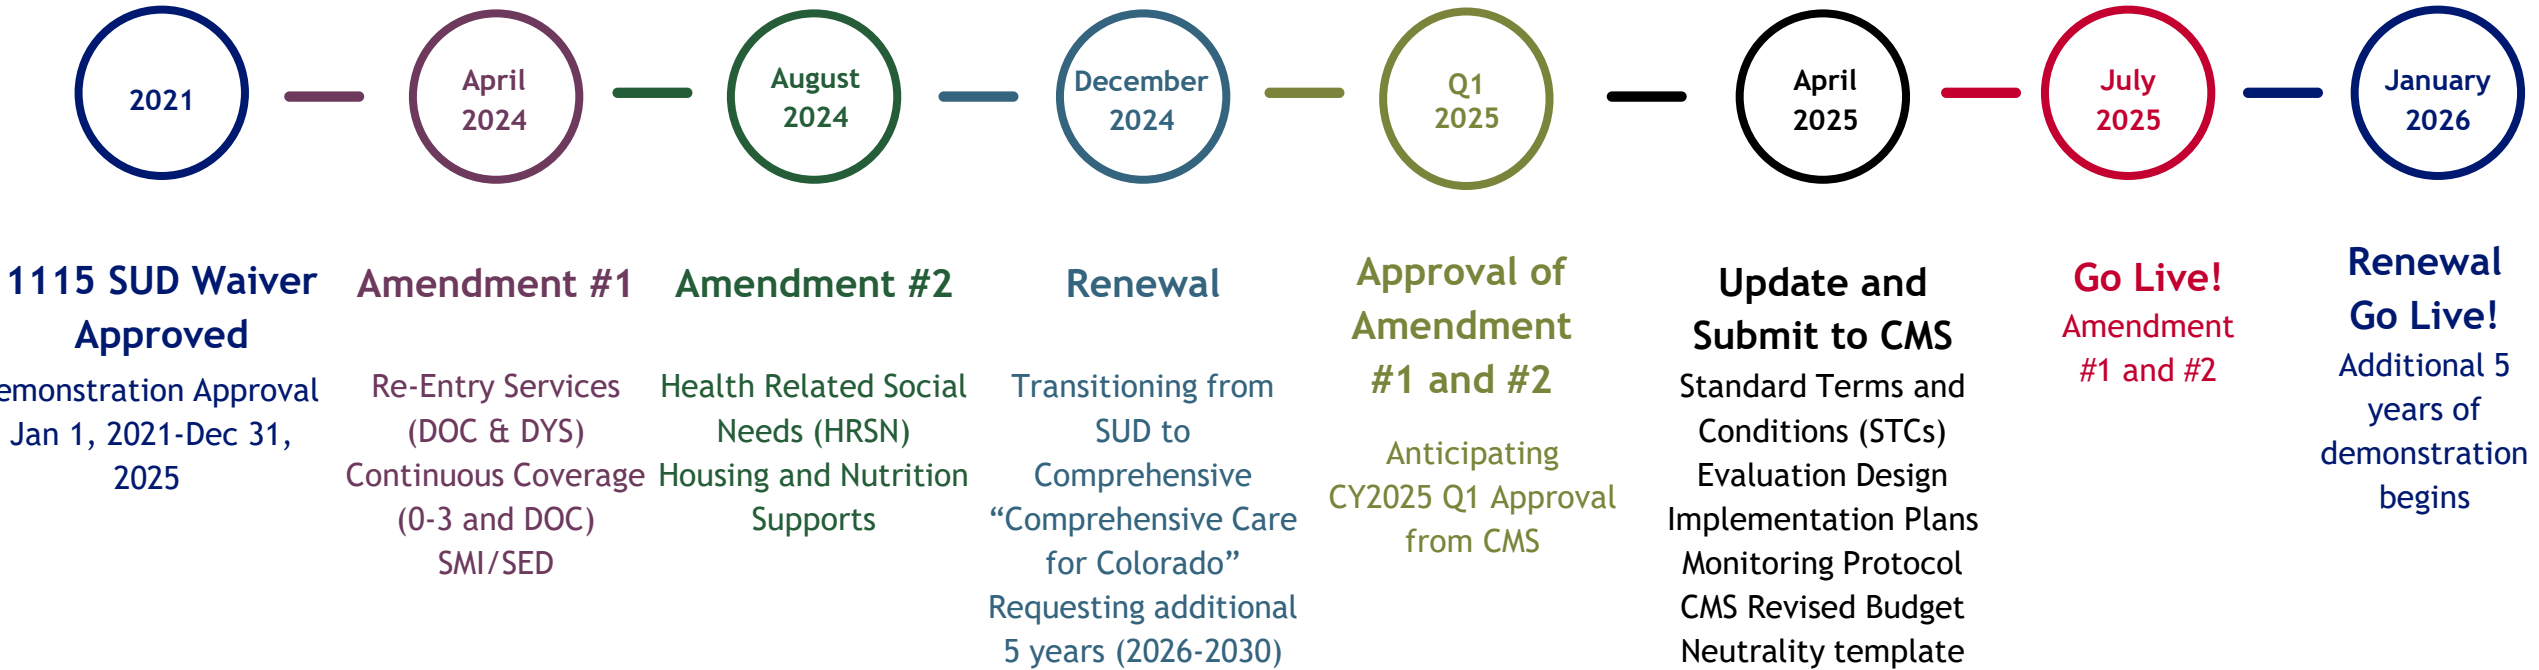 2021
April
2024
August
2024
December
2024
Q1
2025
April
2025
July
2025
January
2026
1115 SUD Waiver
Approved
emonstration Approval
Jan 1, 2021-Dec 31,
2025
Amendment #1
Re-Entry Services
(DOC & DYS)
Continuous Coverage
(0-3 and DOC)
SMI/SED
Amendment #2
Health Related Social
Needs (HRSN)
Housing and Nutrition
Supports
Renewal
Transitioning from
SUD to
Comprehensive
“Comprehensive Care
for Colorado”
Requesting additional
5 years (2026-2030)
Approval of
Amendment
#1 and #2
Anticipating
CY2025 Q1 Approval
from CMS
Update and
Submit to CMS
Standard Terms and
Conditions (STCs)
Evaluation Design
Implementation Plans
Monitoring Protocol
CMS Revised Budget
Neutrality template
Go Live!
Amendment
#1 and #2
Renewal
Go Live!
Additional 5
years of
demonstration
begins